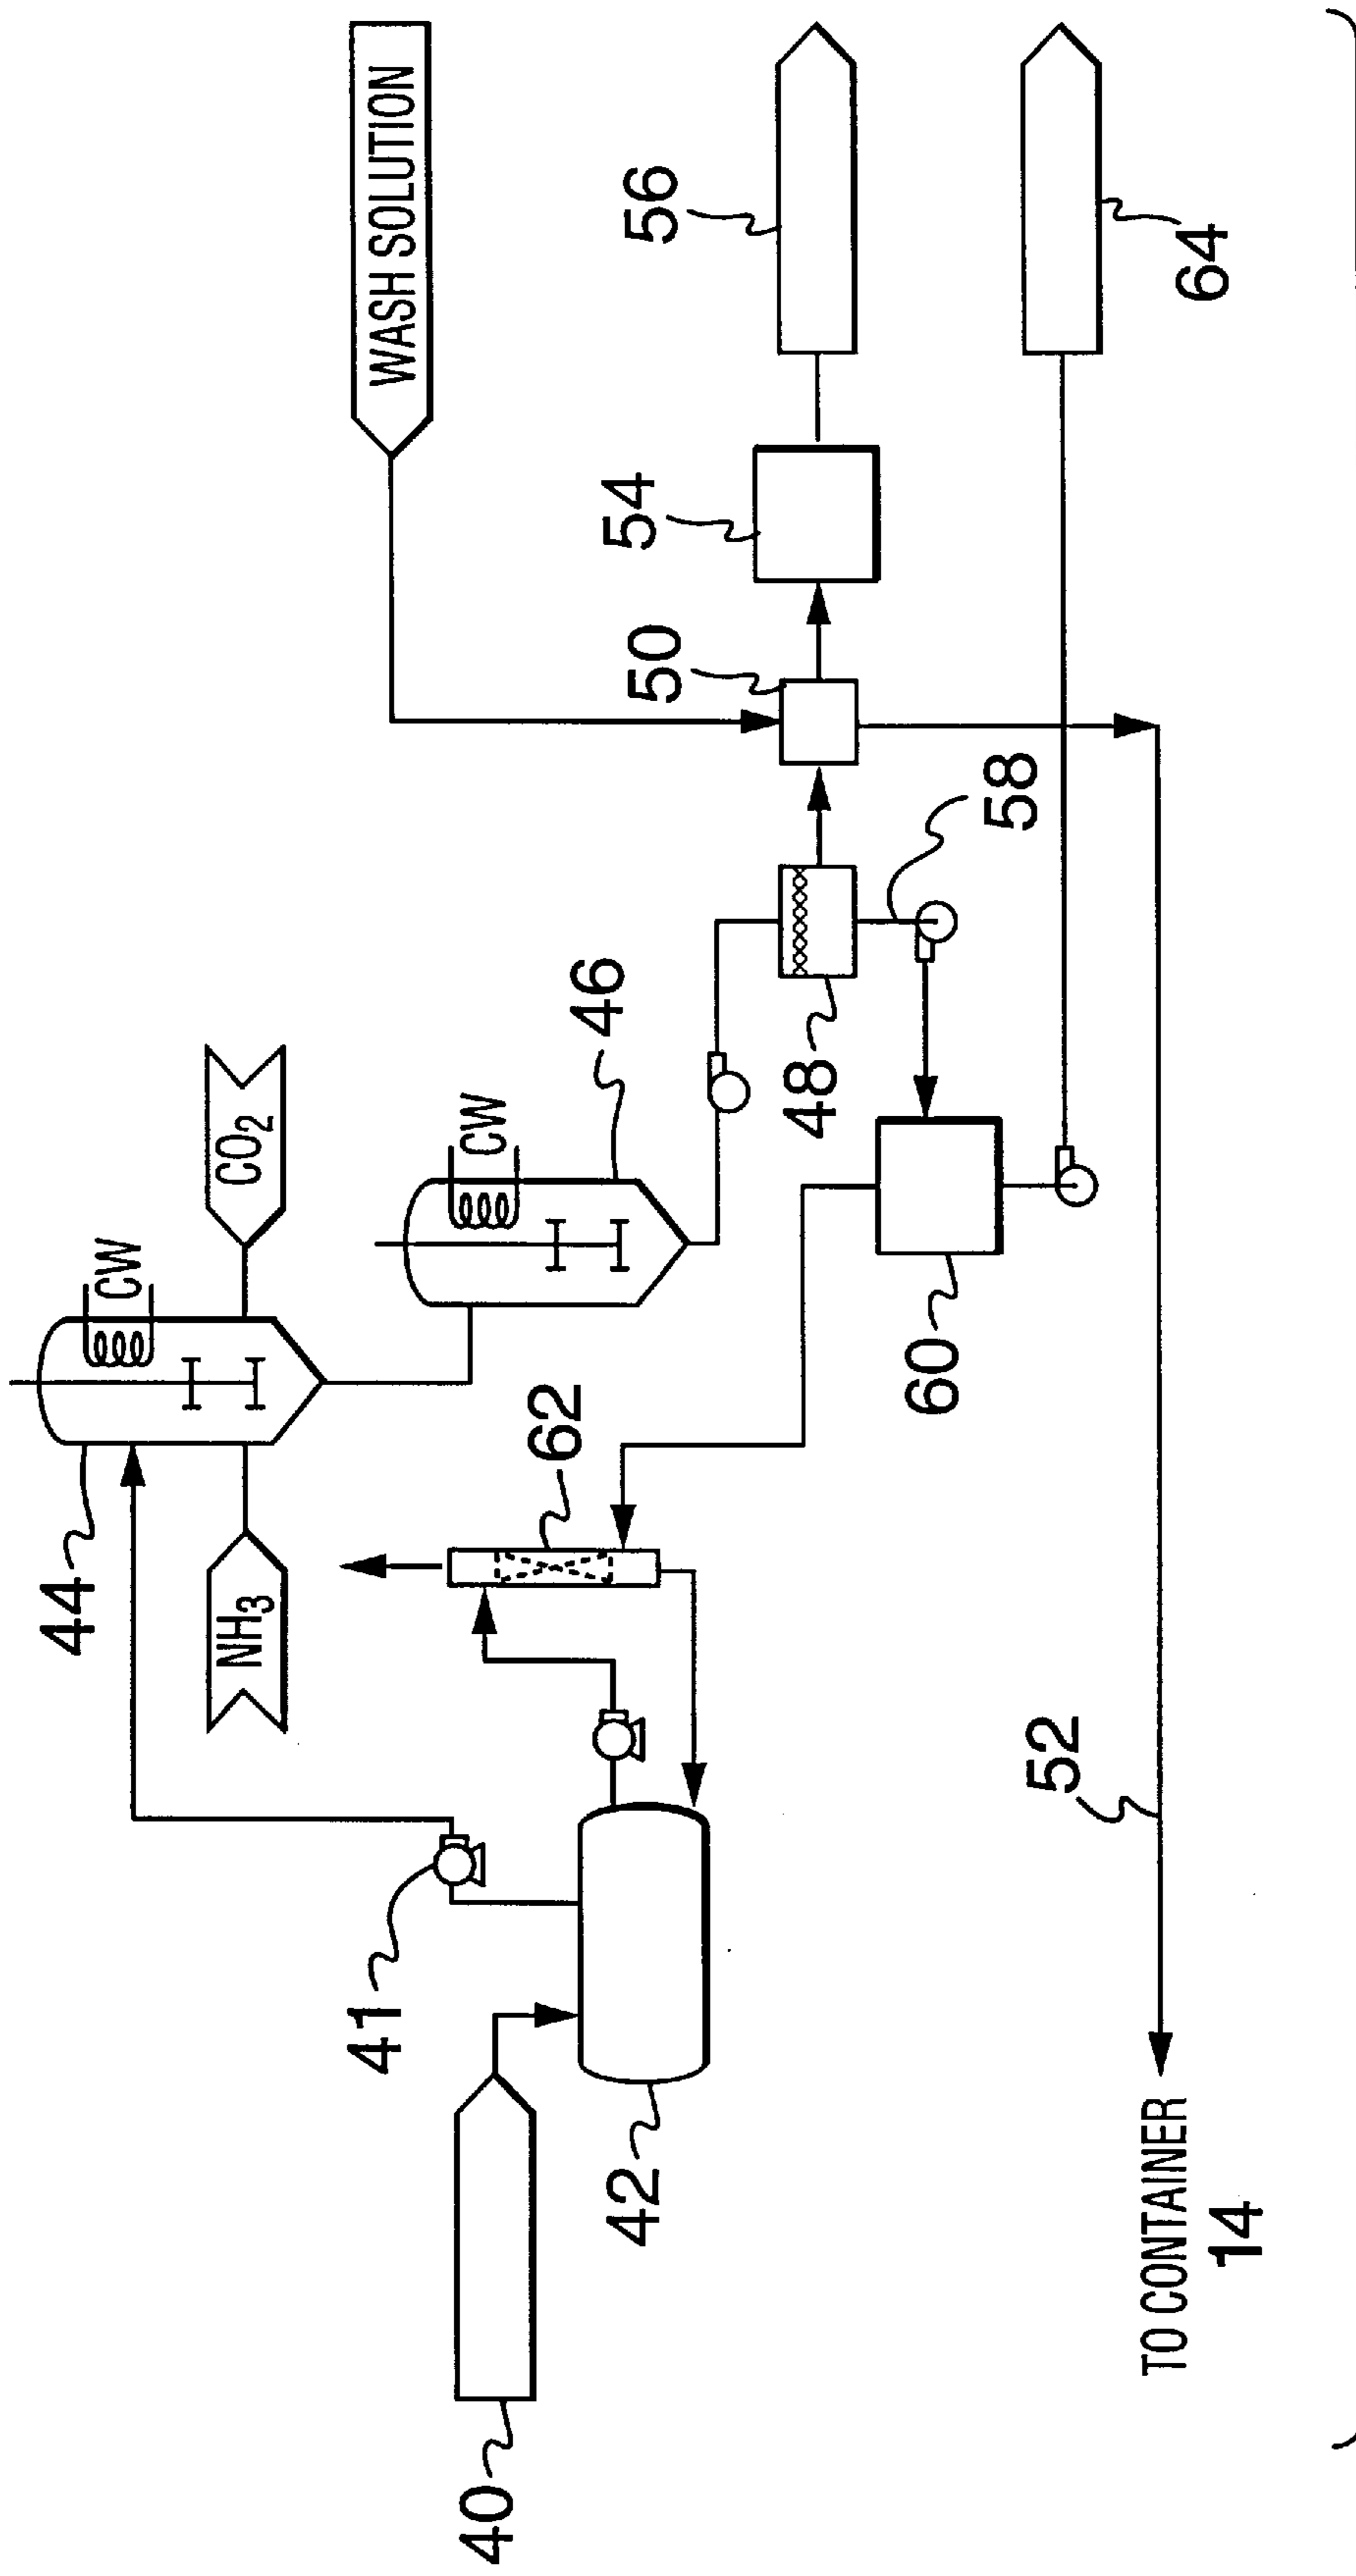 WASH SOLUTION
CO₂
CW
CW
NH₃
44
46
62
41
40
42
48
50
54
56
58
60
64
52
TO CONTAINER
14